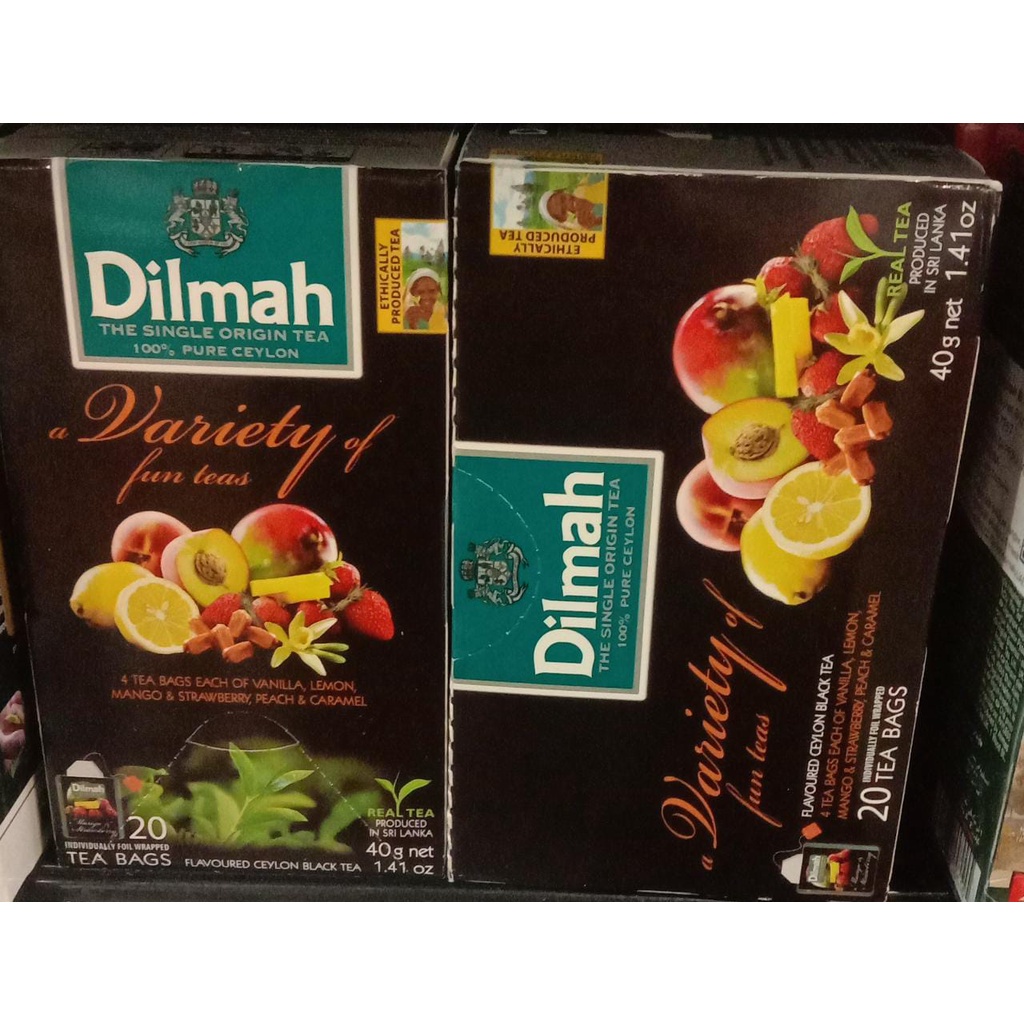 Dilmah
THE SINGLE ORIGIN TEA
100% PURE CEYLON
ETHICALLY
PRODUCED TEA
a Variety of
fun teas
4 TEA BAGS EACH OF VANILLA, LEMON,
MANGO & STRAWBERRY, PEACH & CARAMEL
Dilmah
20
INDIVIDUALLY FOIL WRAPPED
TEA BAGS
FLAVOURED CEYLON BLACK TEA
REAL TEA
PRODUCED
IN SRI LANKA
40g net
1.41 oz
ETHICALLY
PRODUCED TEA
REAL TEA
PRODUCED
IN SRI LANKA
40g net 1.41oz
Dilmah
THE SINGLE ORIGIN TEA
100% PURE CEYLON
a Variety of
fun teas
FLAVOURED CEYLON BLACK TEA
4 TEA BAGS EACH OF VANILLA, LEMON,
MANGO & STRAWBERRY, PEACH & CARAMEL
INDIVIDUALLY FOIL WRAPPED
20 TEA BAGS
Dilmah